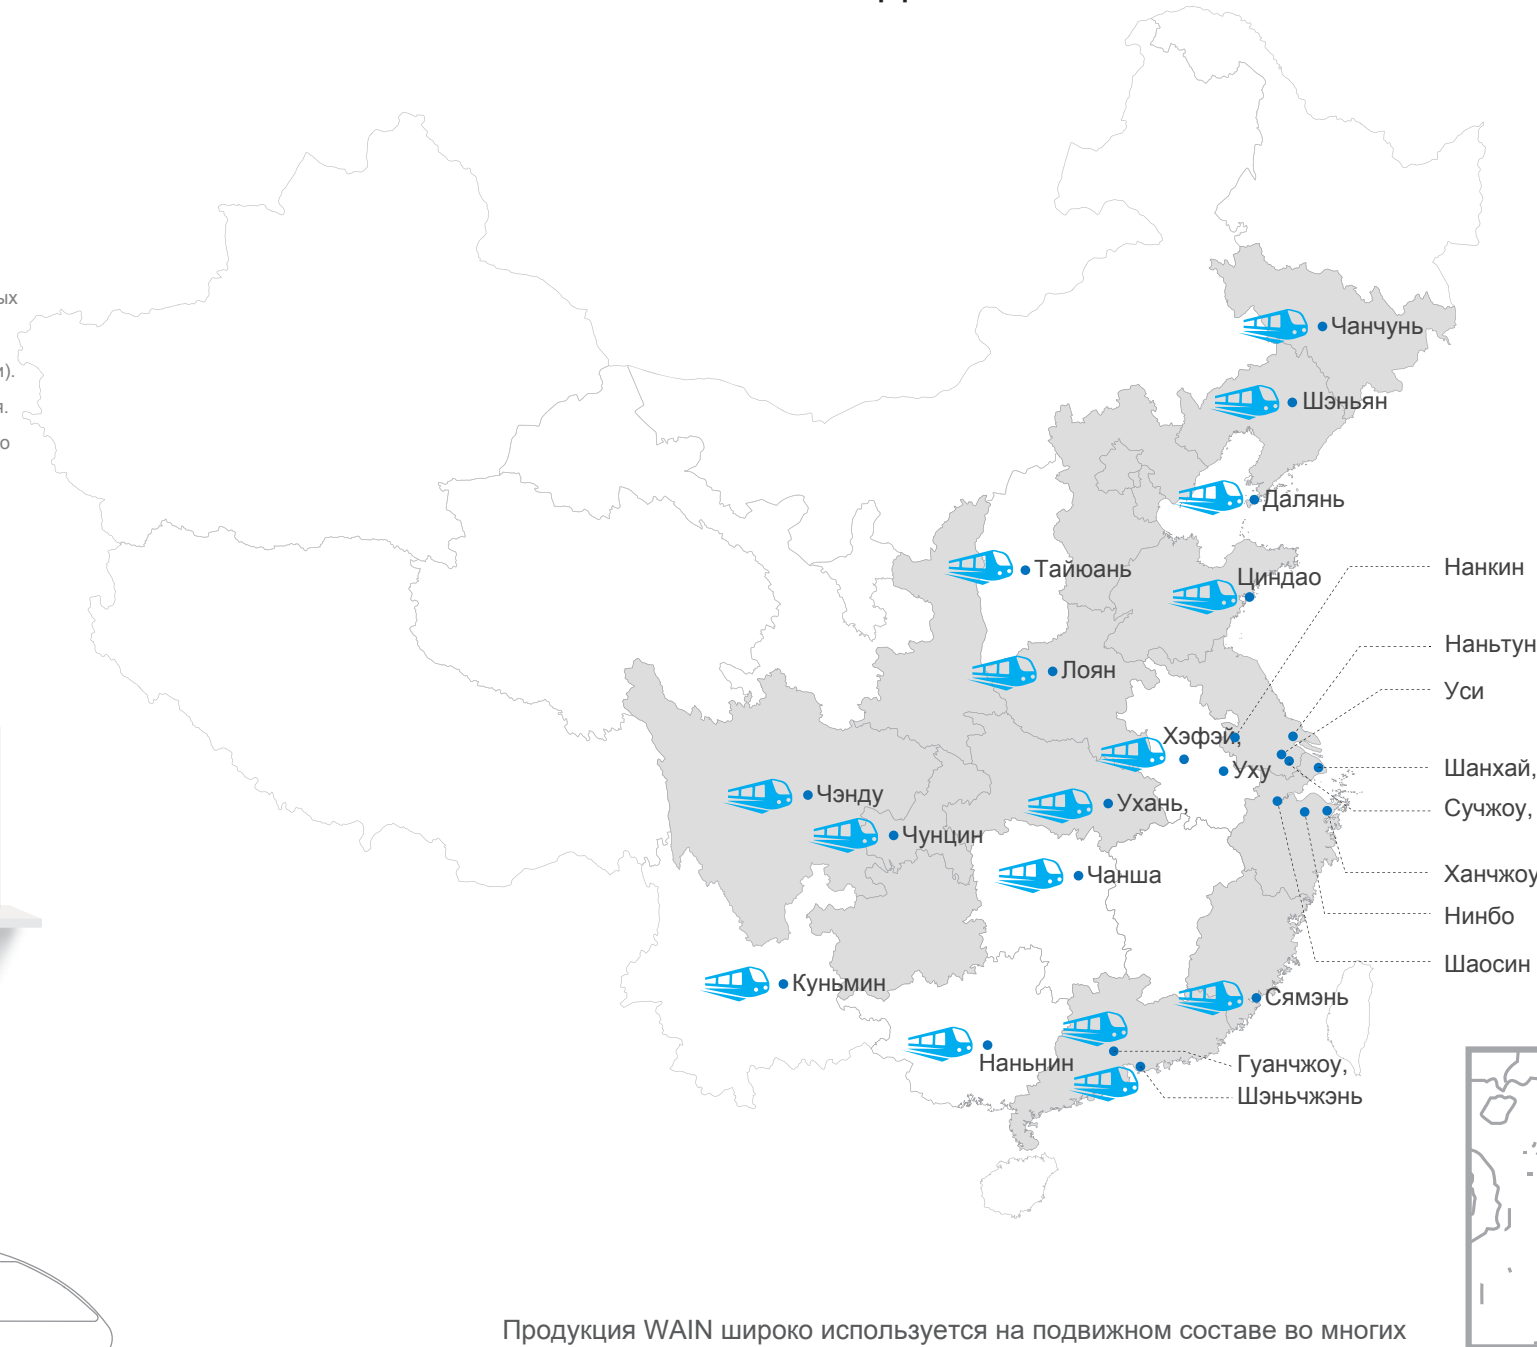 ых
и).
я.
о
Чанчунь
Шэньян
Далянь
Тайюань
Циндао
Нанкин
Наньтун
Лоян
Уси
Хэфэй,
Уху
Шанхай,
Чэнду
Ухань,
Сучжоу,
Чунцин
Чанша
Ханчжоу
Нинбо
Шаосин
Куньмин
Сямэнь
Наньнин
Гуанчжоу,
Шэньчжэнь
Продукция WAIN широко используется на подвижном составе во многих